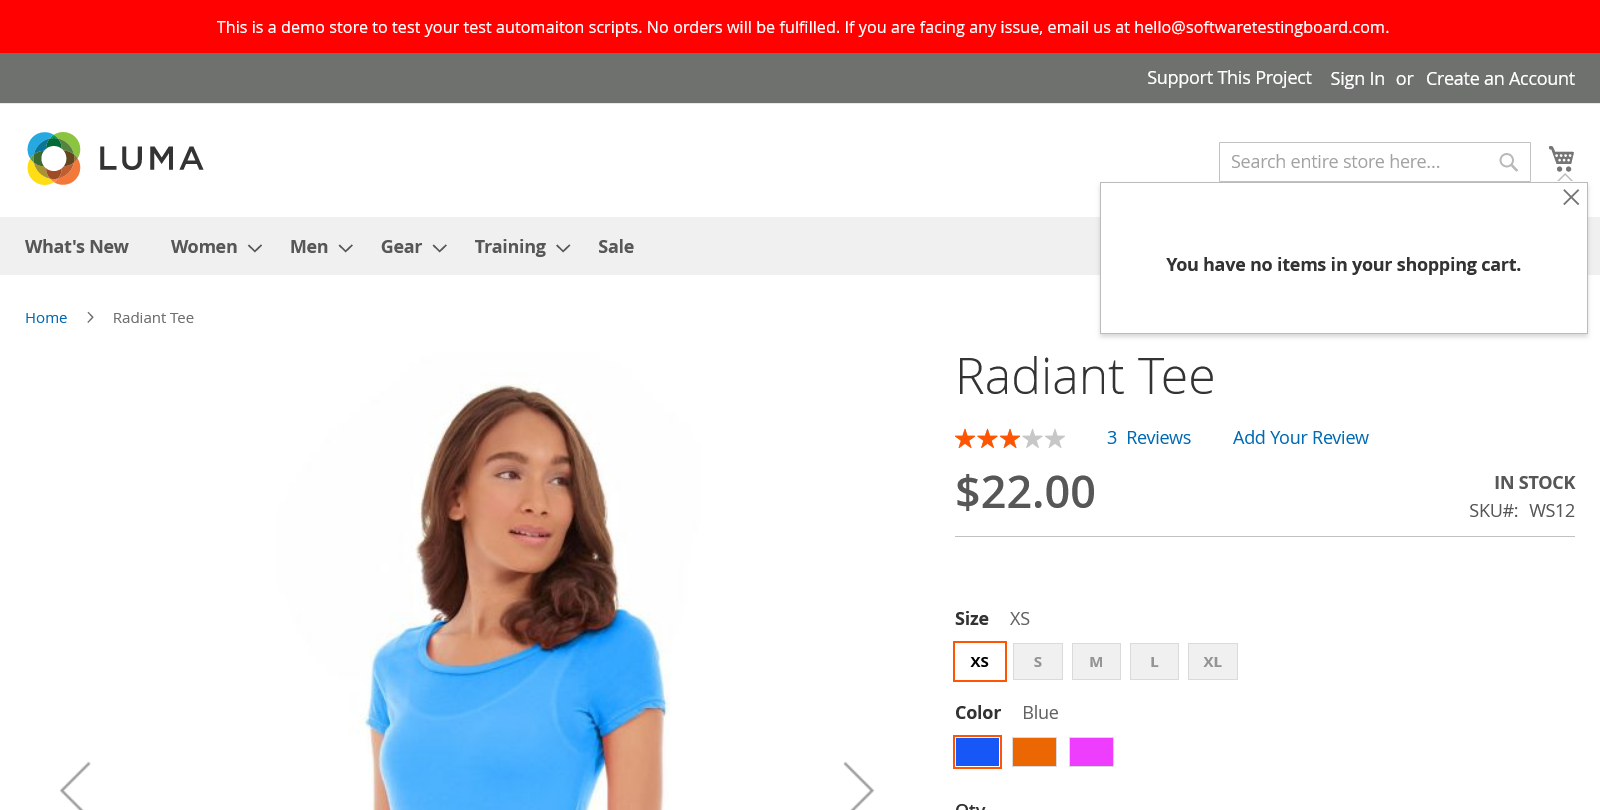 This is a demo store to test your test automaiton scripts. No orders will be fulfilled. If you are facing any issue, email us at hello@softwaretestingboard.com.
Support This Project Sign In or Create an Account
LUMA
Search entire store here...
What's New Women Men Gear Training Sale
You have no items in your shopping cart.
Home Radiant Tee
Radiant Tee
3 Reviews Add Your Review
$22.00
IN STOCK
SKU#: WS12
Size XS
XS S M L XL
Color Blue
Qty